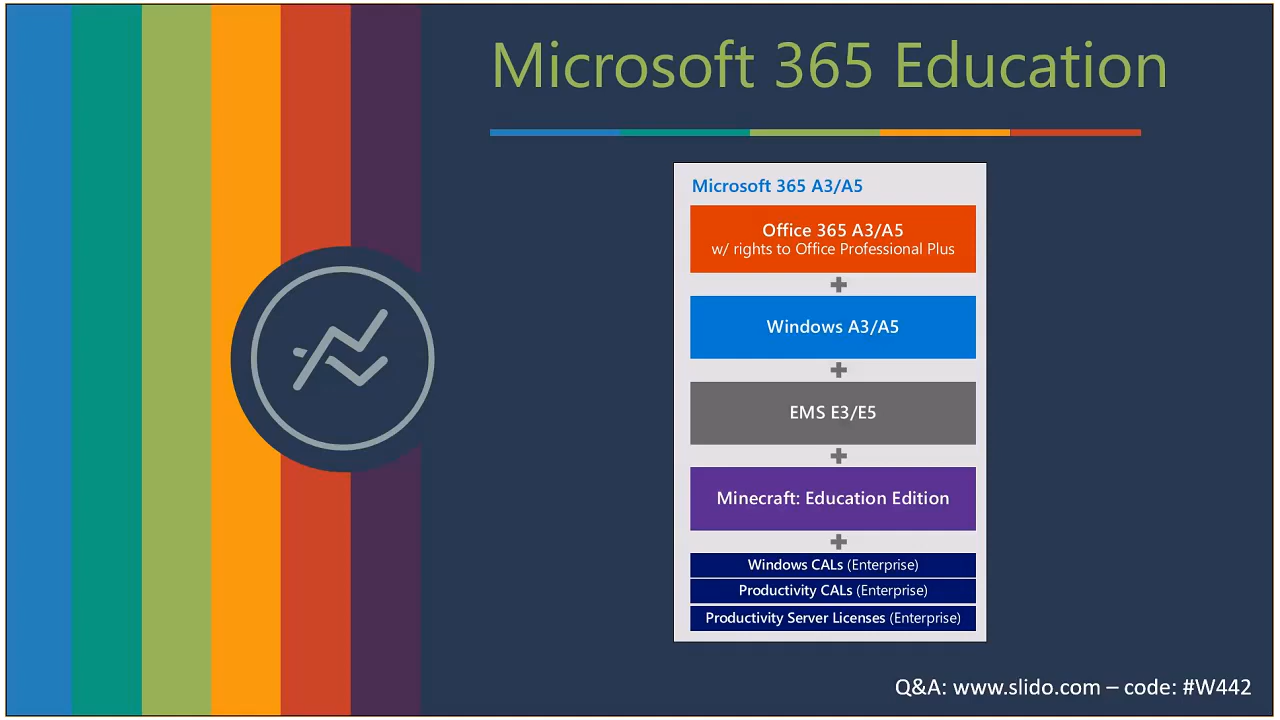 Microsoft 365 Education
Microsoft 365 A3/A5
Office 365 A3/A5
w/ rights to Office Professional Plus
Windows A3/A5
EMS E3/E5
Minecraft: Education Edition
Windows CALs (Enterprise)
Productivity CALs (Enterprise)
Productivity Server Licenses (Enterprise)
Q&A: www.slido.com – code: #W442